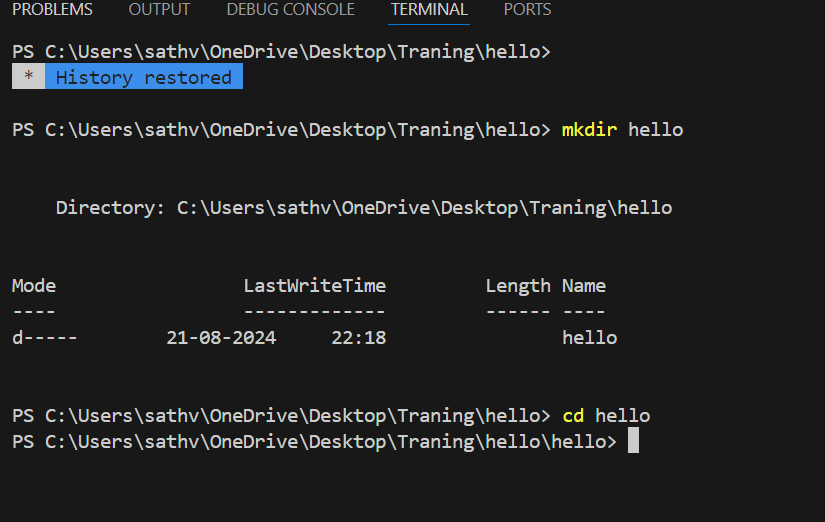 PROBLEMS OUTPUT DEBUG CONSOLE TERMINAL PORTS
PS C:\Users\sathv\OneDrive\Desktop\Traning\hello>
* History restored
PS C:\Users\sathv\OneDrive\Desktop\Traning\hello> mkdir hello
Directory: C:\Users\sathv\OneDrive\Desktop\Traning\hello
Mode LastWriteTime Length Name
---- ------------- ------ ----
d----- 21-08-2024 22:18 hello
PS C:\Users\sathv\OneDrive\Desktop\Traning\hello> cd hello
PS C:\Users\sathv\OneDrive\Desktop\Traning\hello\hello>